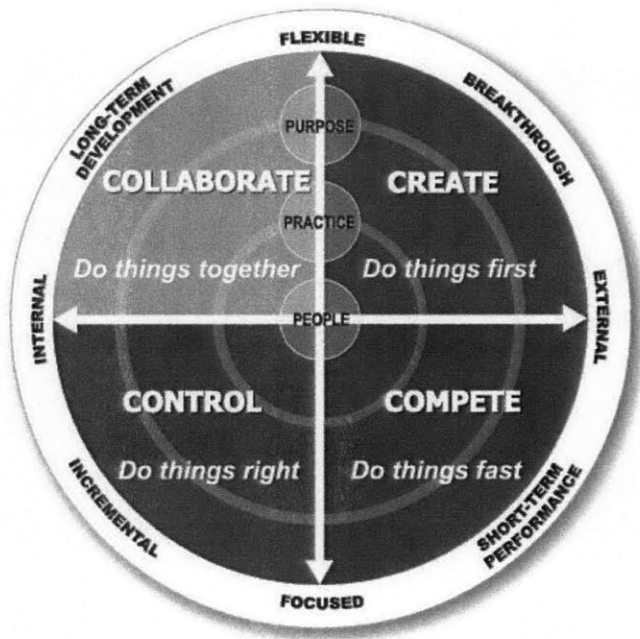 FLEXIBLE
LONG-TERM
DEVELOPMENT
BREAKTHROUGH
PURPOSE
COLLABORATE
CREATE
PRACTICE
Do things together
Do things first
INTERNAL
PEOPLE
EXTERNAL
CONTROL
COMPETE
Do things right
Do things fast
INCREMENTAL
SHORT-TERM
PERFORMANCE
FOCUSED